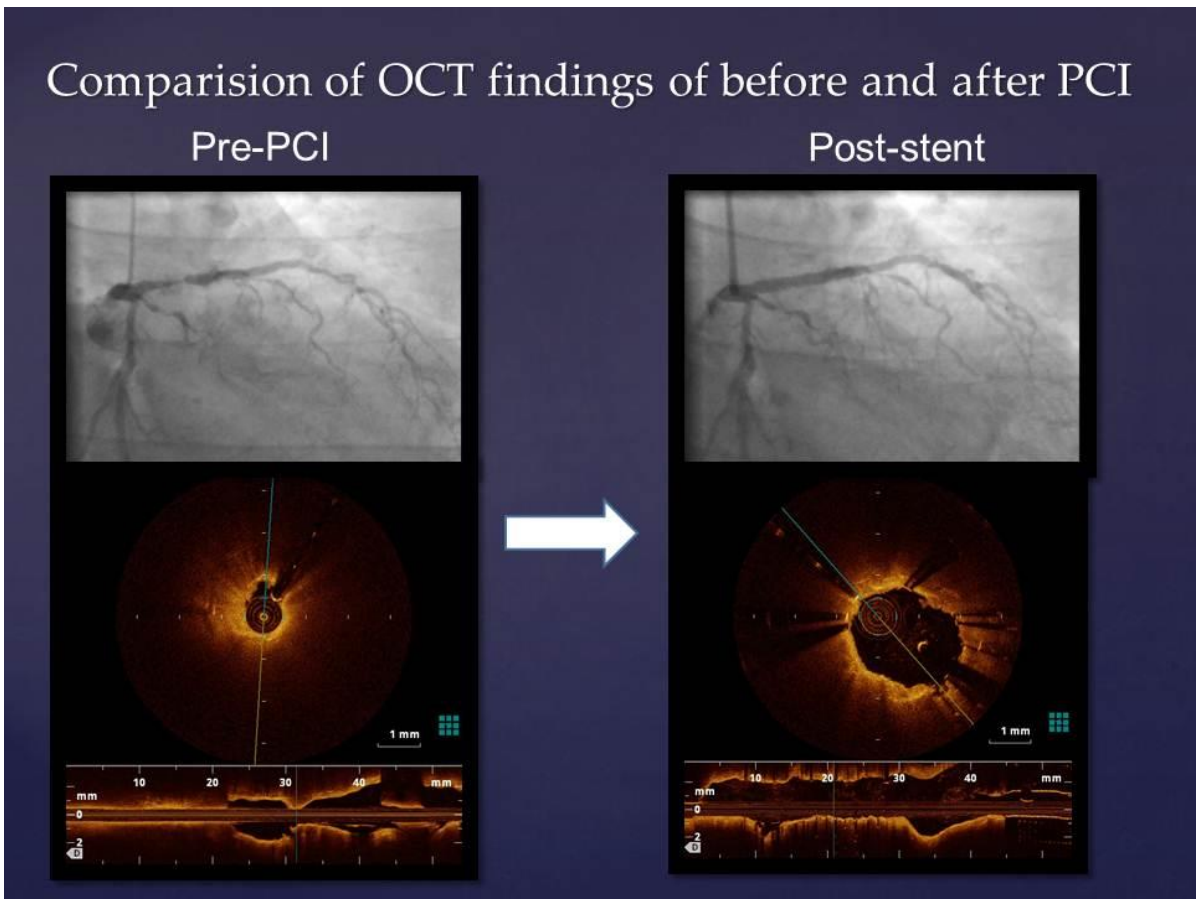 Comparision of OCT findings of before and after PCI
Pre-PCI
Post-stent
1 mm
10 20 30 40 mm
mm
0
2
D
1 mm
10 20 30 40 mm
mm
0
2
D